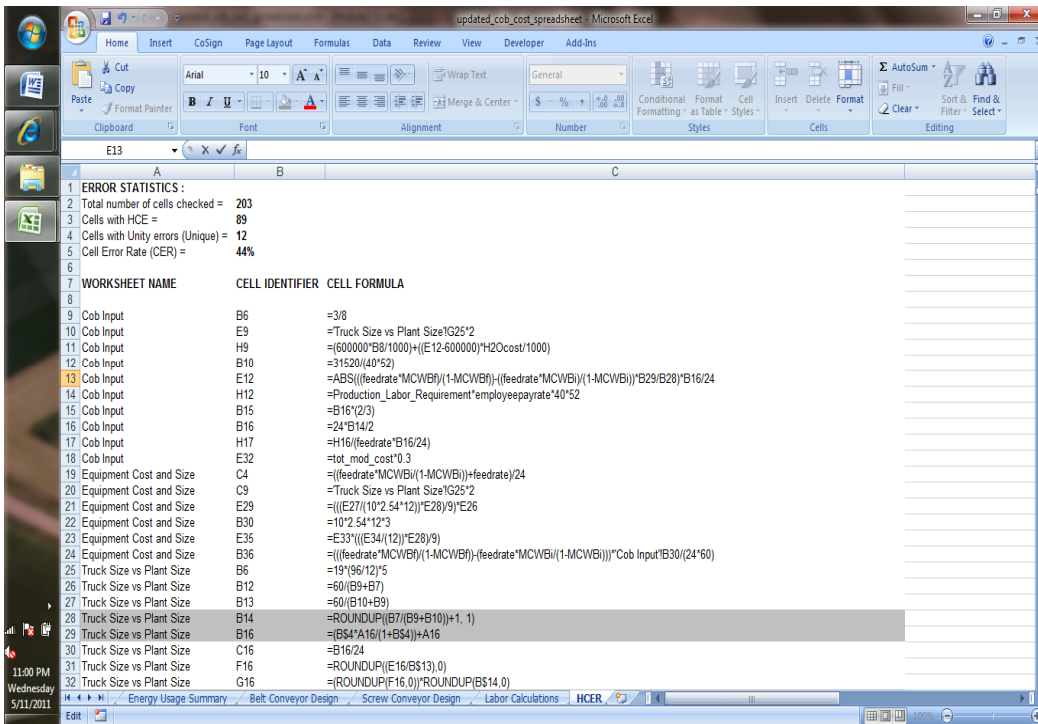 updated_cob_cost_spreadsheet - Microsoft Excel
Home Insert CoSign Page Layout Formulas Data Review View Developer Add-Ins
Cut
Copy
Format Painter
Paste
Clipboard
Arial 10
B I U
Font
Wrap Text
Merge & Center
Alignment
General
$ % ,
Number
Conditional Formatting
Format as Table
Cell Styles
Styles
Insert Delete Format
Cells
Σ AutoSum
Fill
Clear
Sort & Filter
Find & Select
Editing
E13 fx
A B C
1 ERROR STATISTICS :
2 Total number of cells checked = 203
3 Cells with HCE = 89
4 Cells with Unity errors (Unique) = 12
5 Cell Error Rate (CER) = 44%
6
7 WORKSHEET NAME CELL IDENTIFIER CELL FORMULA
8
9 Cob Input B6 =3/8
10 Cob Input E9 ='Truck Size vs Plant Size'!G25*2
11 Cob Input H9 =(600000*B8/1000)+((E12-600000)*H2Ocost/1000)
12 Cob Input B10 =31520/(40*52)
13 Cob Input E12 =ABS(((feedrate*MCWBf)/(1-MCWBf))-((feedrate*MCWBi)/(1-MCWBi))*B29/B28)*B16/24
14 Cob Input H12 =Production_Labor_Requirement*employeepayrate*40*52
15 Cob Input B15 =B16*(2/3)
16 Cob Input B16 =24*B14/2
17 Cob Input H17 =H16/(feedrate*B16/24)
18 Cob Input E32 =tot_mod_cost*0.3
19 Equipment Cost and Size C4 =((feedrate*MCWBi/(1-MCWBi))+feedrate)/24
20 Equipment Cost and Size C9 ='Truck Size vs Plant Size'!G25*2
21 Equipment Cost and Size E29 =(((E27/(10*2.54*12))*E28)/9)*E26
22 Equipment Cost and Size B30 =10*2.54*12*3
23 Equipment Cost and Size E35 =E33*(((E34/(12))*E28)/9)
24 Equipment Cost and Size B36 =(((feedrate*MCWBf)/(1-MCWBf))-(feedrate*MCWBi/(1-MCWBi)))*'Cob Input'!B30/(24*60)
25 Truck Size vs Plant Size B6 =19*(96/12)*5
26 Truck Size vs Plant Size B12 =60/(B9+B7)
27 Truck Size vs Plant Size B13 =60/(B10+B9)
28 Truck Size vs Plant Size B14 =ROUNDUP((B7/(B9+B10))+1, 1)
29 Truck Size vs Plant Size B16 =(B$4*A16/(1+B$4))+A16
30 Truck Size vs Plant Size C16 =B16/24
31 Truck Size vs Plant Size F16 =ROUNDUP((E16/B$13),0)
32 Truck Size vs Plant Size G16 =(ROUNDUP(F16,0))*ROUNDUP(B$14,0)
Energy Usage Summary Belt Conveyor Design Screw Conveyor Design Labor Calculations HCER
Edit 100%
11:00 PM
Wednesday
5/11/2011